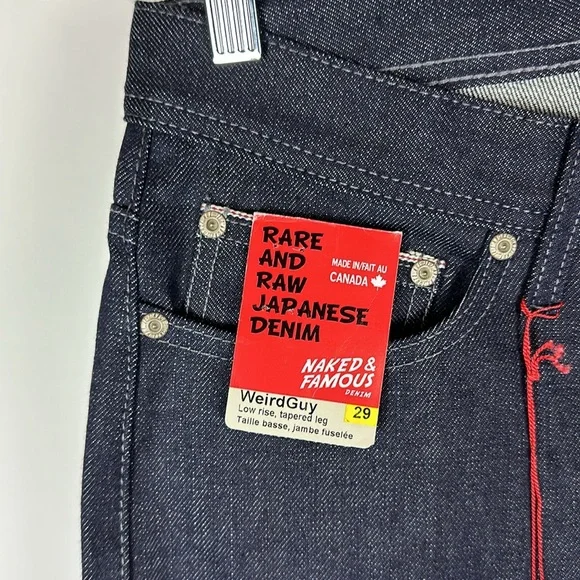 RARE
AND
RAW
JAPANESE
DENIM
MADE IN/FAIT AU
CANADA
NAKED &
FAMOUS
DENIM
WeirdGuy
29
Low rise, tapered leg
Taille basse, jambe fuselée